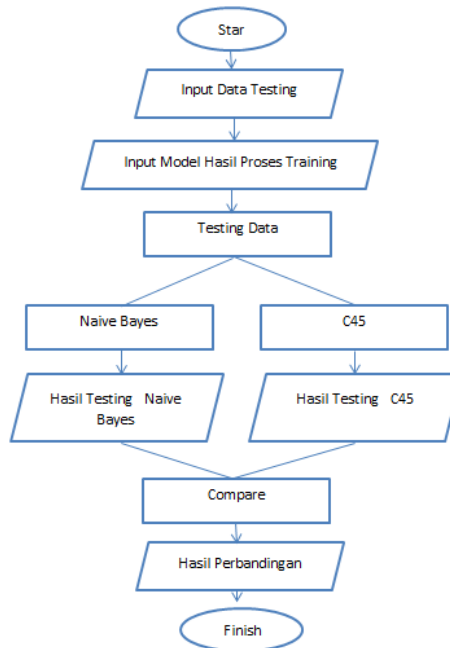 Star
Input Data Testing
Input Model Hasil Proses Training
Testing Data
Naive Bayes
C45
Hasil Testing Naive
Bayes
Hasil Testing C45
Compare
Hasil Perbandingan
Finish